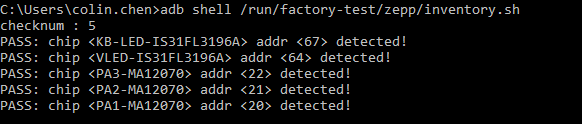 C:\Users\colin.chen>adb shell /run/factory-test/zepp/inventory.sh
checknum : 5
PASS: chip <KB-LED-IS31FL3196A> addr <67> detected!
PASS: chip <VLED-IS31FL3196A> addr <64> detected!
PASS: chip <PA3-MA12070> addr <22> detected!
PASS: chip <PA2-MA12070> addr <21> detected!
PASS: chip <PA1-MA12070> addr <20> detected!